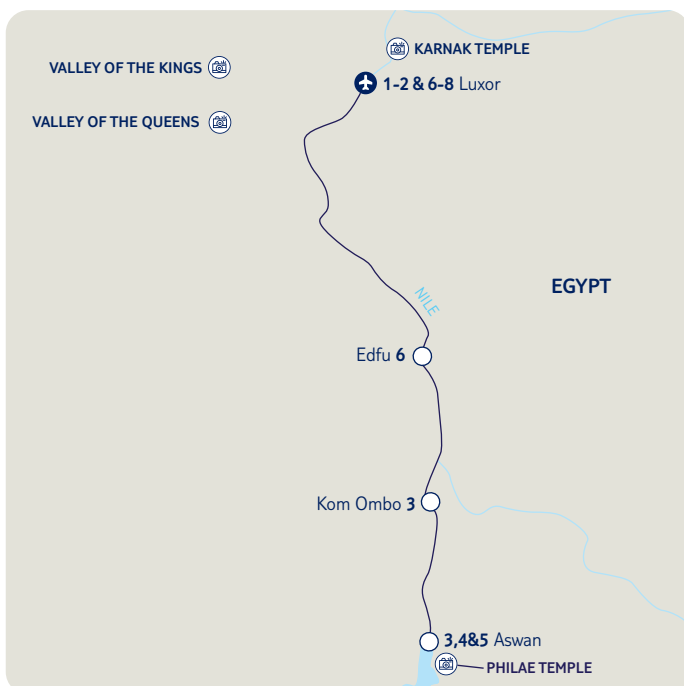 KARNAK TEMPLE
VALLEY OF THE KINGS
1-2 & 6-8 Luxor
VALLEY OF THE QUEENS
EGYPT
NILE
Edfu 6
Kom Ombo 3
3,4&5 Aswan
PHILAE TEMPLE